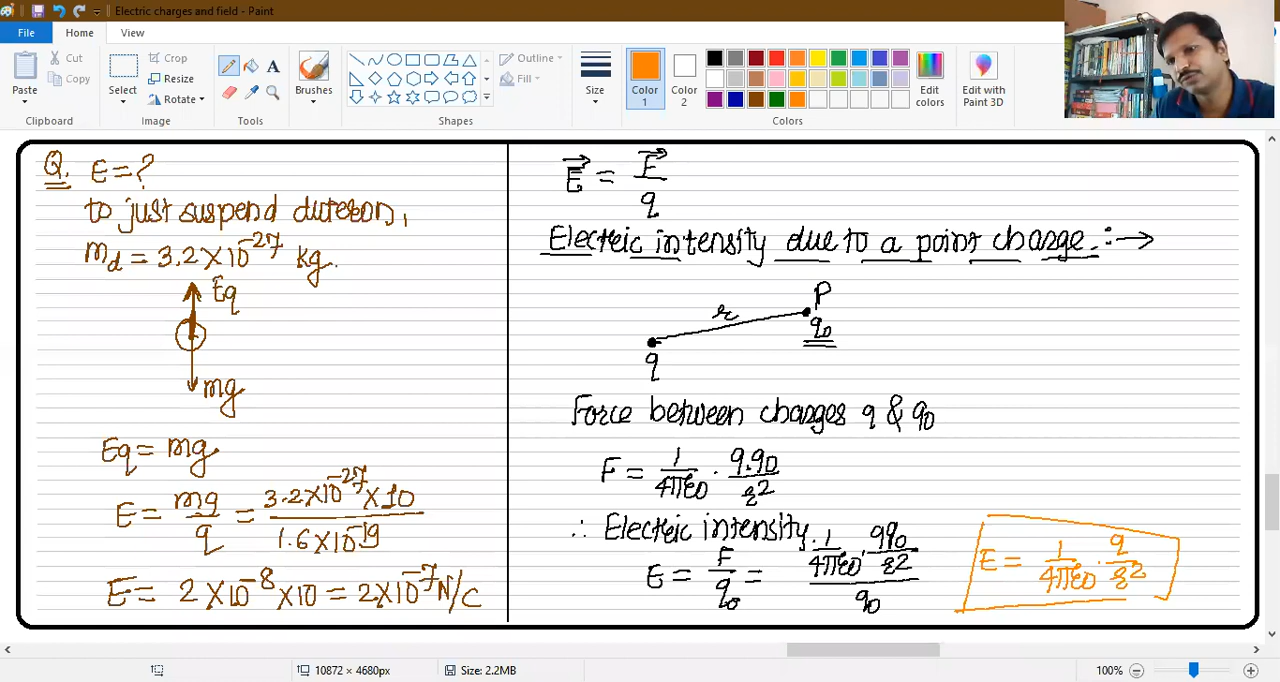 Electric charges and field - Paint
File Home View
Paste
Cut
Copy
Clipboard
Select
Crop
Resize
Rotate
Image
A
Tools
Brushes
Shapes
Outline
Fill
Size
Color 1
Color 2
Edit colors
Colors
Edit with Paint 3D
Q. E=?
to just suspend duteron,
m_d = 3.2×10^-27 kg.
Eq
mg
Eq = mg
E = mg/q = 3.2×10^-27×10 / 1.6×10^-19
E = 2×10^-8×10 = 2×10^-7 N/C
E⃗ = F⃗/q
Electric intensity due to a point charge :→
P
r
q0
q
Force between charges q & q0
F = 1/4πε0 · q.q0/r²
∴ Electric intensity,
E = F/q0 = 1/4πε0 · qq0/r² / q0
E = 1/4πε0 · q/r²
10872 × 4680px
Size: 2.2MB
100%